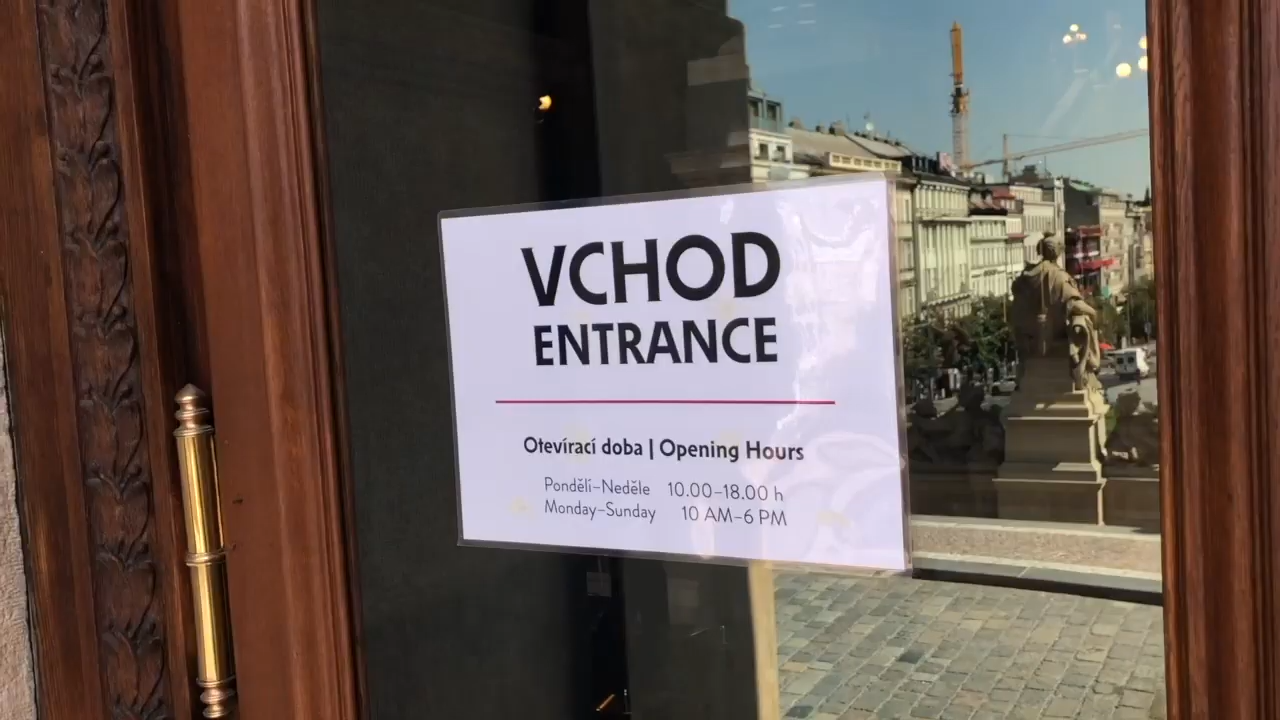 VCHOD
ENTRANCE
Otevírací doba | Opening Hours
Pondělí–Neděle 10.00–18.00 h
Monday–Sunday 10 AM–6 PM